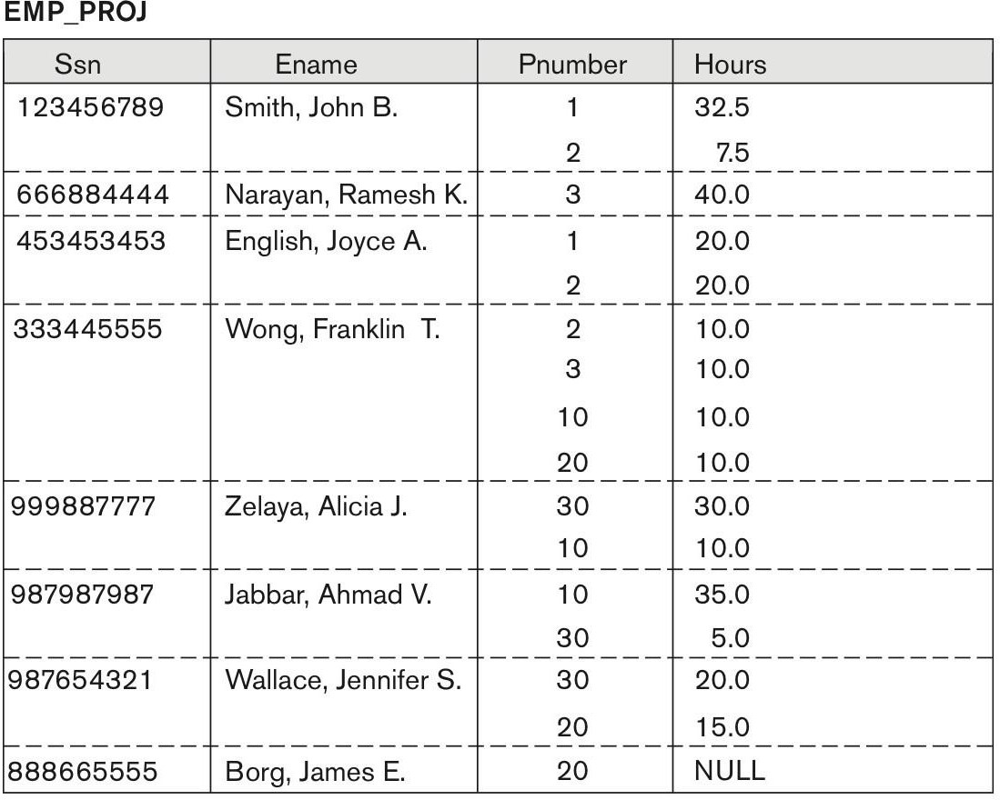 EMP_PROJ
Ssn Ename Pnumber Hours
123456789 Smith, John B. 1 32.5
2 7.5
666884444 Narayan, Ramesh K. 3 40.0
453453453 English, Joyce A. 1 20.0
2 20.0
333445555 Wong, Franklin T. 2 10.0
3 10.0
10 10.0
20 10.0
999887777 Zelaya, Alicia J. 30 30.0
10 10.0
987987987 Jabbar, Ahmad V. 10 35.0
30 5.0
987654321 Wallace, Jennifer S. 30 20.0
20 15.0
888665555 Borg, James E. 20 NULL